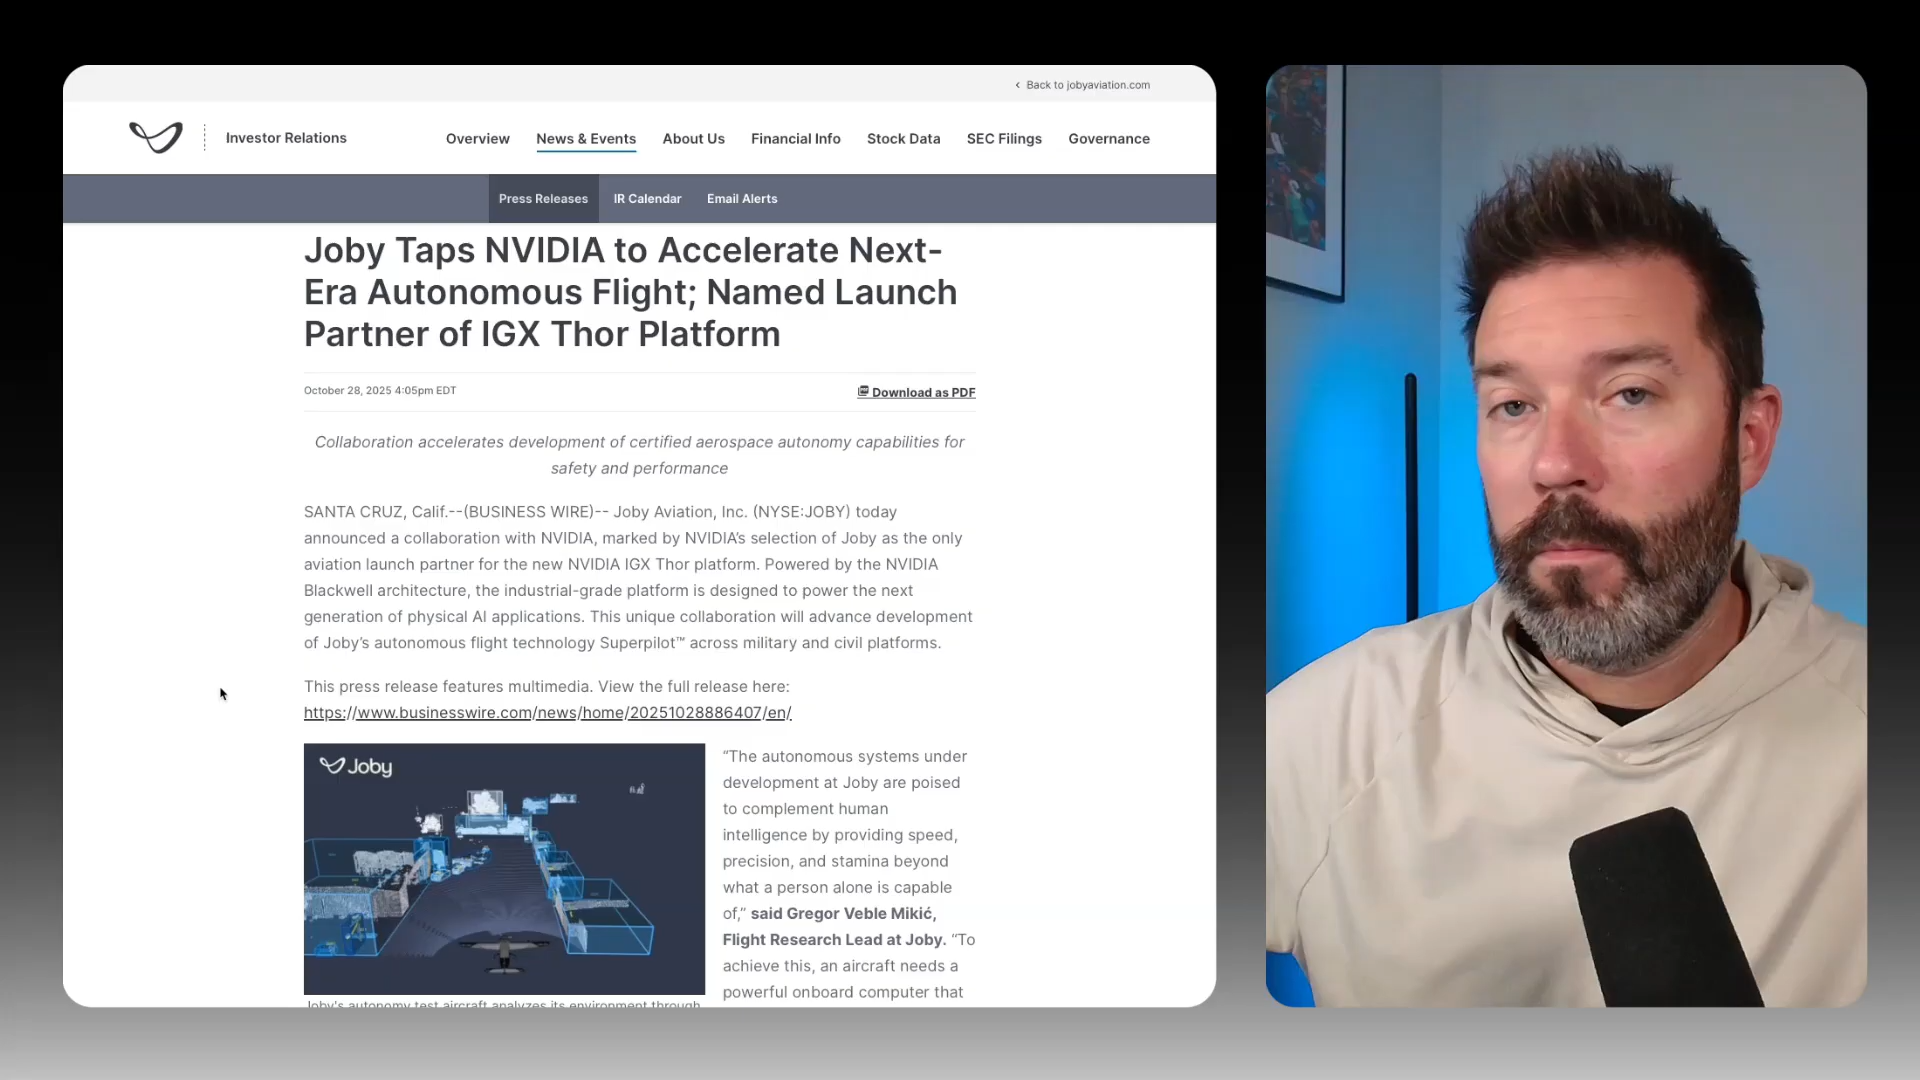 Back to jobyaviation.com
Investor Relations
Overview
News & Events
About Us
Financial Info
Stock Data
SEC Filings
Governance
Press Releases
IR Calendar
Email Alerts
Joby Taps NVIDIA to Accelerate Next-
Era Autonomous Flight; Named Launch
Partner of IGX Thor Platform
October 28, 2025 4:05pm EDT
Download as PDF
Collaboration accelerates development of certified aerospace autonomy capabilities for
safety and performance
SANTA CRUZ, Calif.--(BUSINESS WIRE)-- Joby Aviation, Inc. (NYSE:JOBY) today
announced a collaboration with NVIDIA, marked by NVIDIA's selection of Joby as the only
aviation launch partner for the new NVIDIA IGX Thor platform. Powered by the NVIDIA
Blackwell architecture, the industrial-grade platform is designed to power the next
generation of physical AI applications. This unique collaboration will advance development
of Joby's autonomous flight technology Superpilot™ across military and civil platforms.
This press release features multimedia. View the full release here:
https://www.businesswire.com/news/home/20251028886407/en/
Joby
“The autonomous systems under
development at Joby are poised
to complement human
intelligence by providing speed,
precision, and stamina beyond
what a person alone is capable
of,” said Gregor Veble Mikić,
Flight Research Lead at Joby. “To
achieve this, an aircraft needs a
powerful onboard computer that
Joby's autonomy test aircraft analyzes its environment through